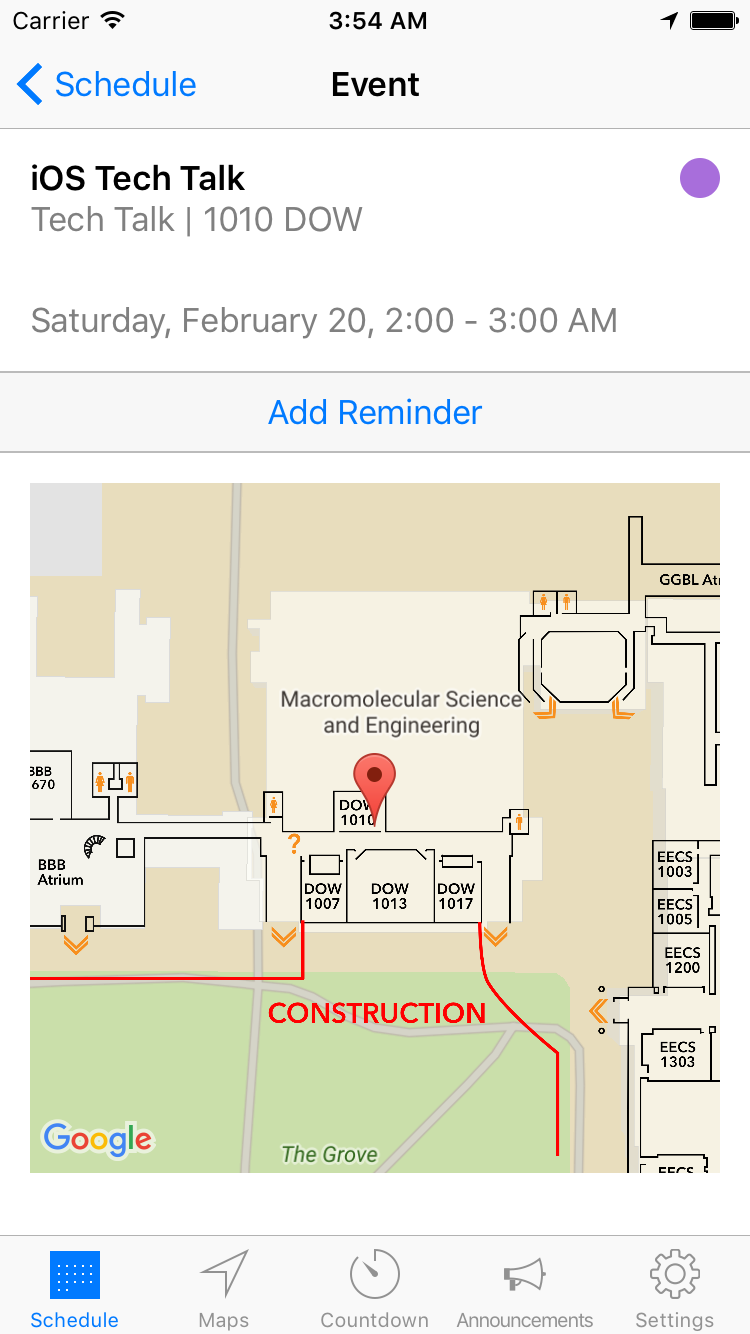 Carrier
3:54 AM
Schedule
Event
iOS Tech Talk
Tech Talk | 1010 DOW
Saturday, February 20, 2:00 - 3:00 AM
Add Reminder
GGBL Atr
Macromolecular Science
and Engineering
BBB
670
DOW
1010
?
BBB
Atrium
DOW
1007
DOW
1013
DOW
1017
EECS
1003
EECS
1005
EECS
1200
CONSTRUCTION
EECS
1303
Google
The Grove
EECS
Schedule
Maps
Countdown
Announcements
Settings